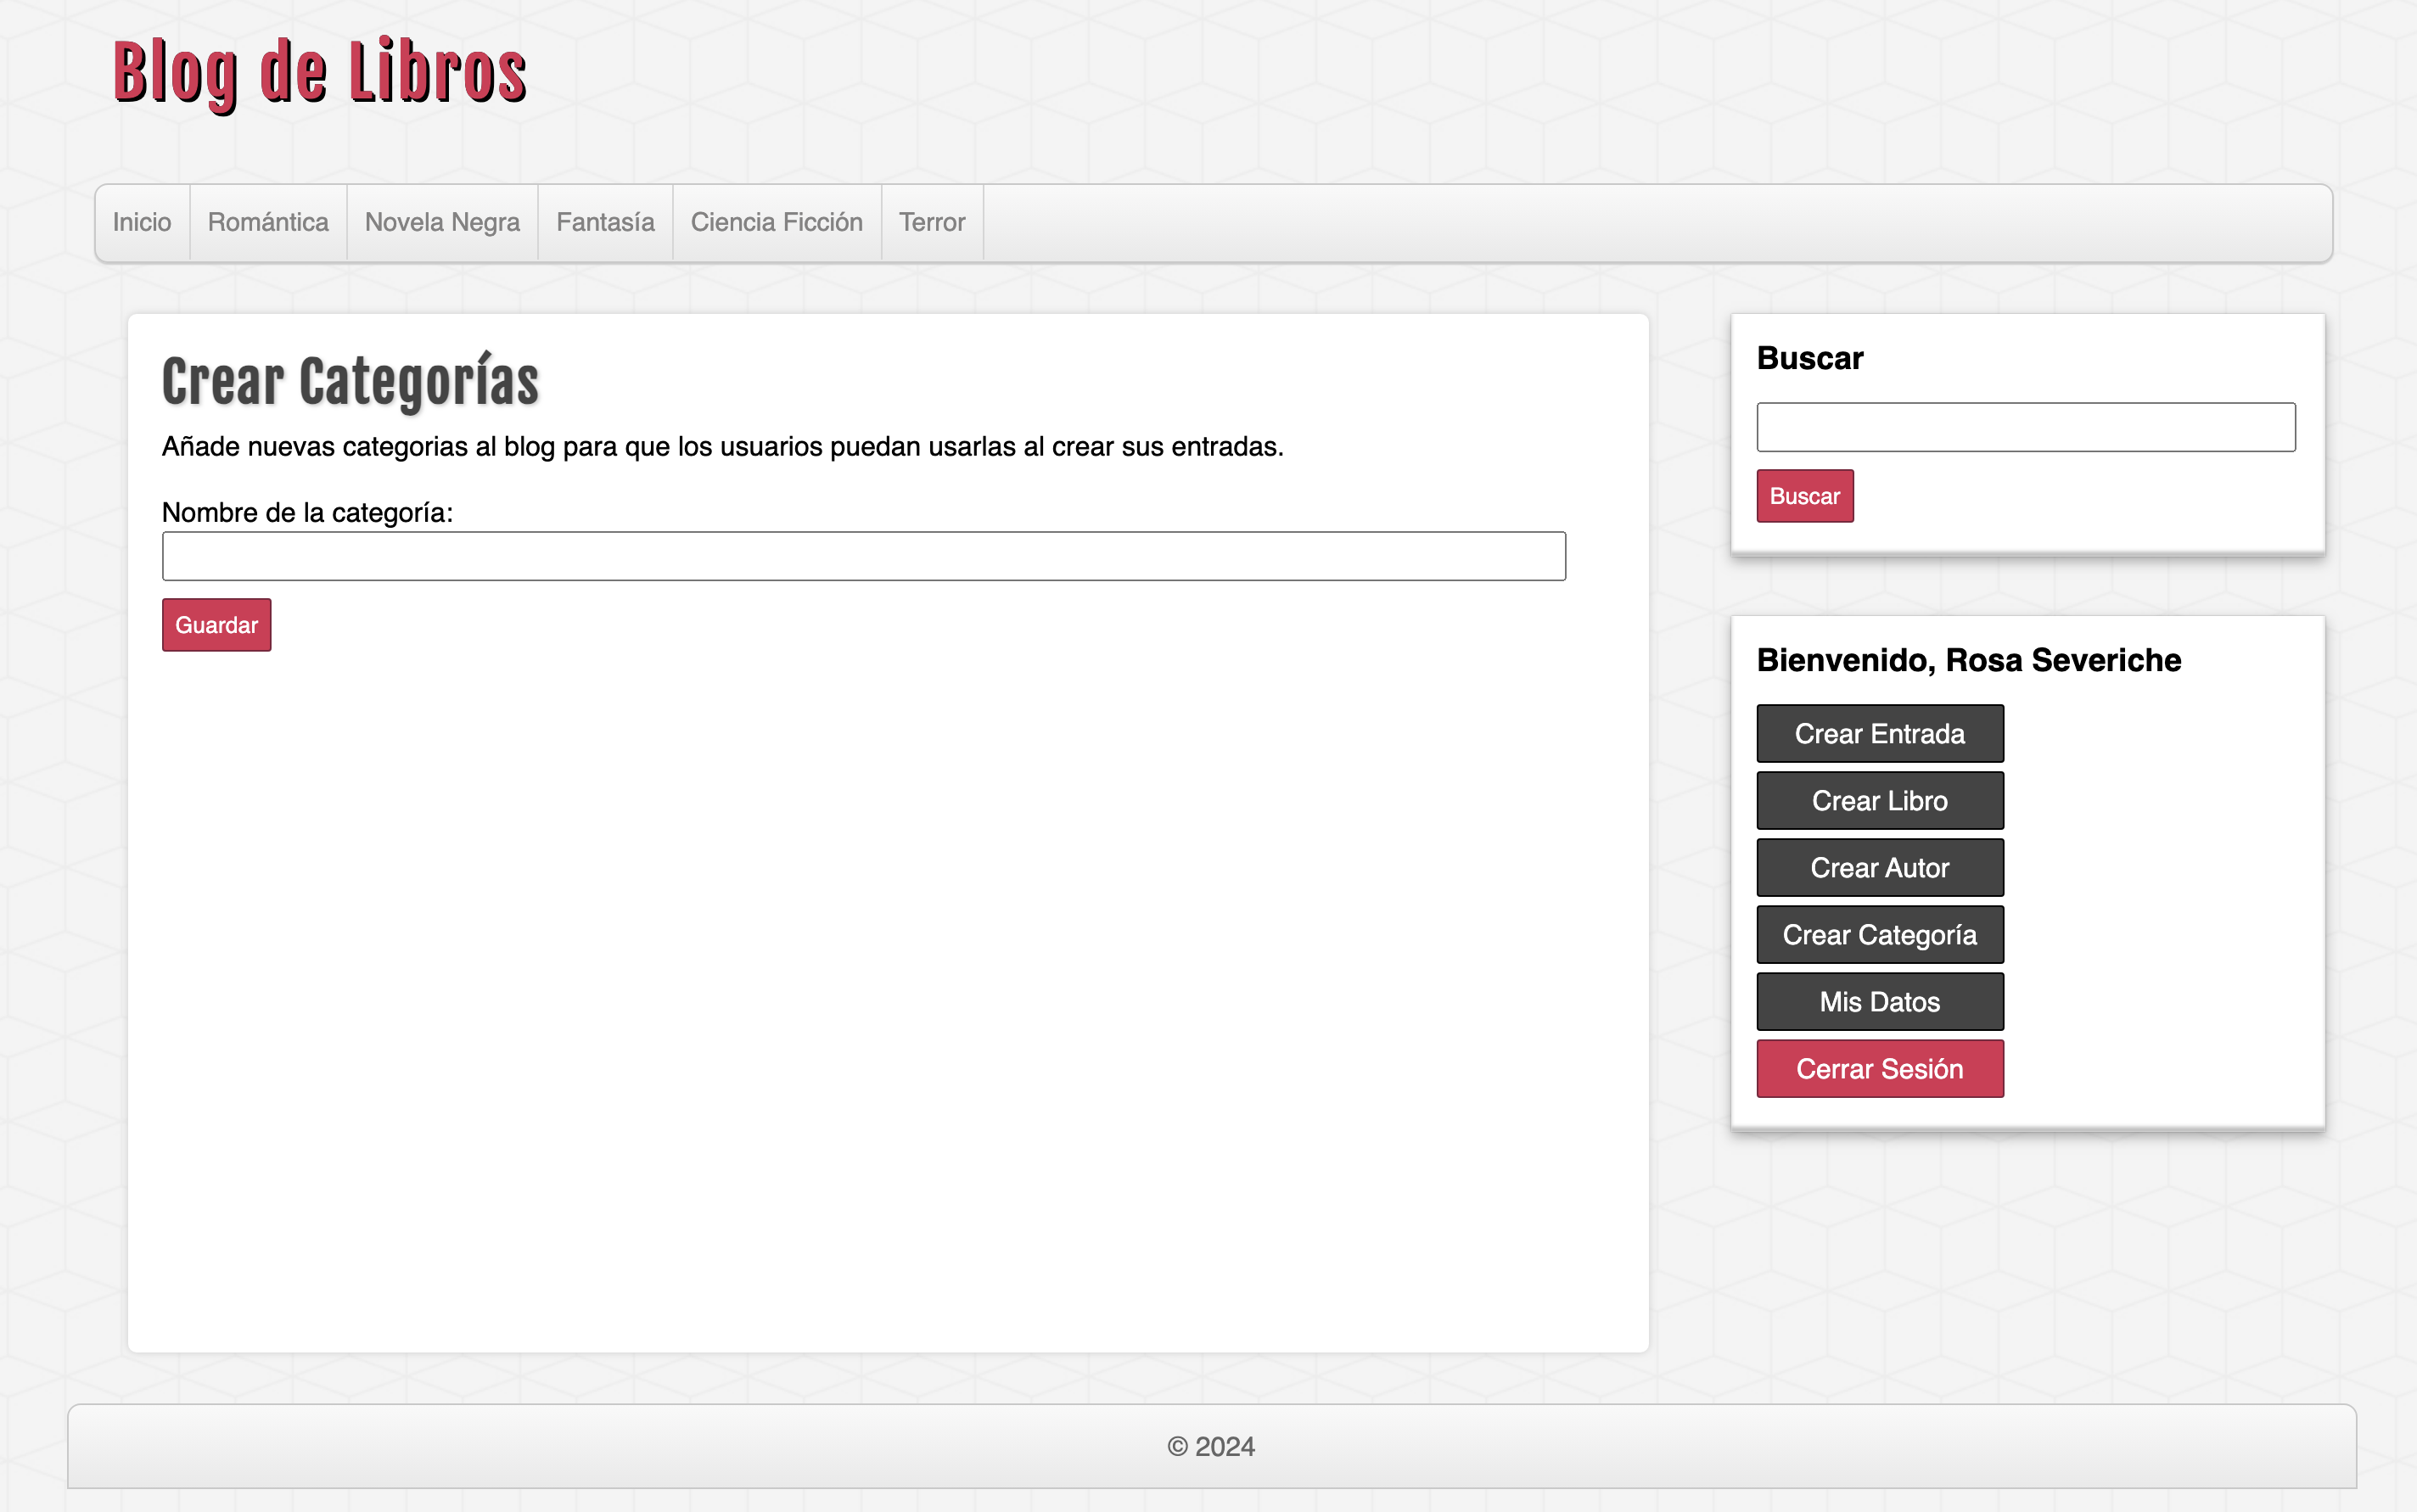 Blog de Libros
Inicio
Romántica
Novela Negra
Fantasía
Ciencia Ficción
Terror
Crear Categorías
Añade nuevas categorias al blog para que los usuarios puedan usarlas al crear sus entradas.
Nombre de la categoría:
Guardar
Buscar
Buscar
Bienvenido, Rosa Severiche
Crear Entrada
Crear Libro
Crear Autor
Crear Categoría
Mis Datos
Cerrar Sesión
© 2024